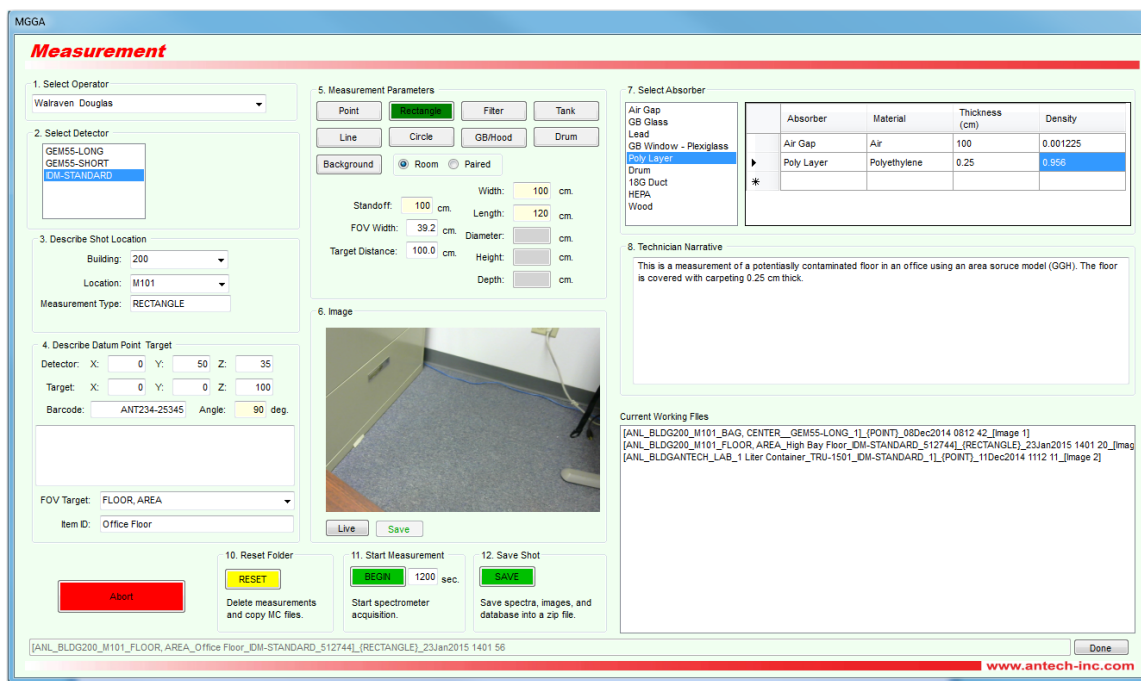 MGGA
Measurement
1. Select Operator
Walraven Douglas
2. Select Detector
GEM55-LONG
GEM55-SHORT
IDM-STANDARD
3. Describe Shot Location
Building: 200
Location: M101
Measurement Type: RECTANGLE
4. Describe Datum Point Target
Detector: X: 0 Y: 50 Z: 35
Target: X: 0 Y: 0 Z: 100
Barcode: ANT234-25345 Angle: 90 deg.
FOV Target: FLOOR, AREA
Item ID: Office Floor
5. Measurement Parameters
Point Rectangle Filter Tank
Line Circle GB/Hood Drum
Background Room Paired
Width: 100 cm.
Standoff: 100 cm. Length: 120 cm.
FOV Width: 39.2 cm. Diameter: cm.
Target Distance: 100.0 cm. Height: cm.
Depth: cm.
6. Image
Live Save
7. Select Absorber
Air Gap
GB Glass
Lead
GB Window - Plexiglass
Poly Layer
Drum
18G Duct
HEPA
Wood
Absorber Material Thickness (cm) Density
Air Gap Air 100 0.001225
Poly Layer Polyethylene 0.25 0.956
8. Technician Narrative
This is a measurement of a potentiaslly contaminated floor in an office using an area soruce model (GGH). The floor
is covered with carpeting 0.25 cm thick.
Current Working FIles
[ANL_BLDG200_M101_BAG, CENTER__GEM55-LONG_1]_{POINT}_08Dec2014 0812 42_[Image 1]
[ANL_BLDG200_M101_FLOOR, AREA_High Bay Floor_IDM-STANDARD_512744]_{RECTANGLE}_23Jan2015 1401 20_[Imag
[ANL_BLDGANTECH_LAB_1 Liter Container_TRU-1501_IDM-STANDARD_1]_{POINT}_11Dec2014 1112 11_[Image 2]
Abort
10. Reset Folder
RESET
Delete measurements
and copy MC files.
11. Start Measurement
BEGIN 1200 sec.
Start spectrometer
acquisition.
12. Save Shot
SAVE
Save spectra, images, and
database into a zip file.
[ANL_BLDG200_M101_FLOOR, AREA_Office Floor_IDM-STANDARD_512744]_{RECTANGLE}_23Jan2015 1401 56
Done
www.antech-inc.com